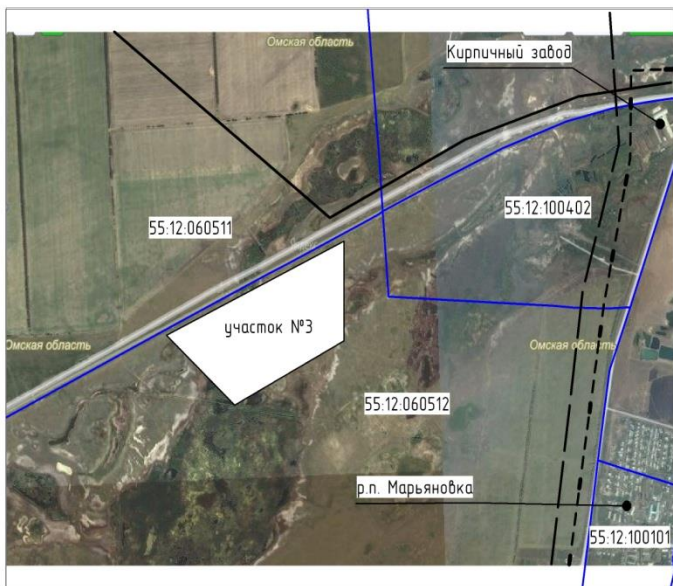 Омская область
Кирпичный завод
55:12:060511
55:12:100402
участок №3
Омская область
Омская область
55:12:060512
р.п. Марьяновка
55:12:100101